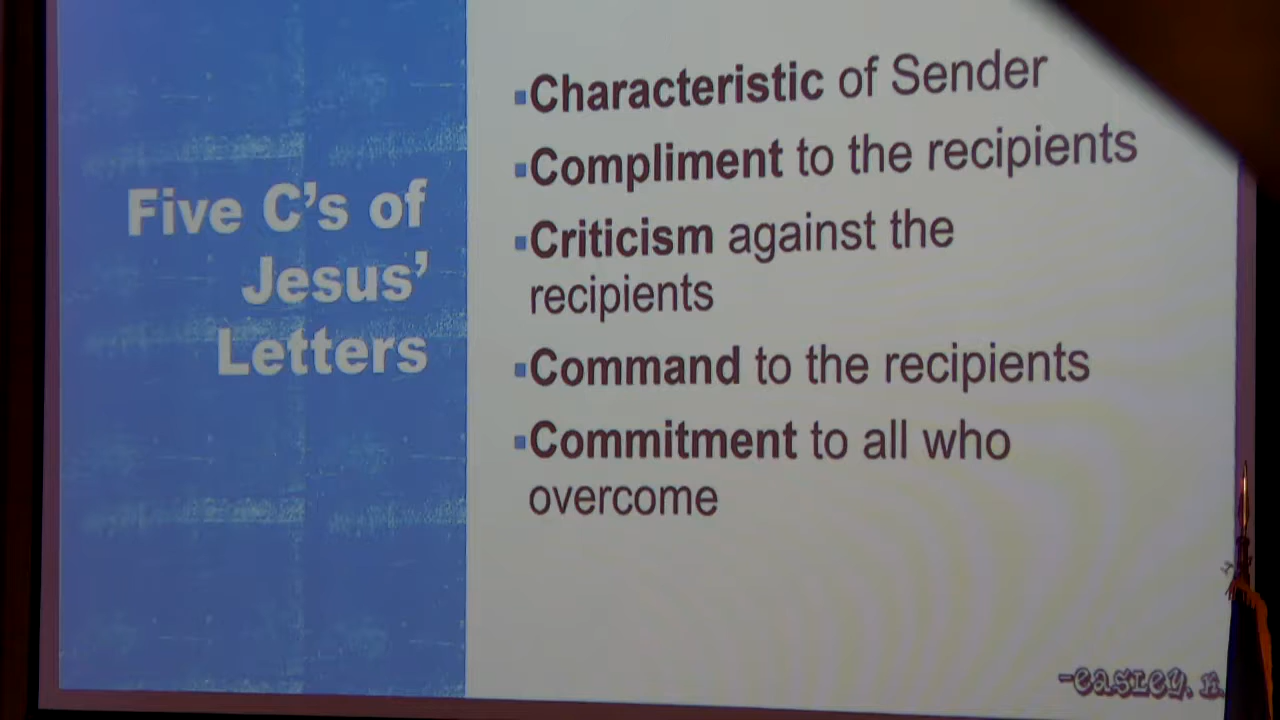 Five C's of
Jesus'
Letters
▪Characteristic of Sender
▪Compliment to the recipients
▪Criticism against the
recipients
▪Command to the recipients
▪Commitment to all who
overcome
-Easley,